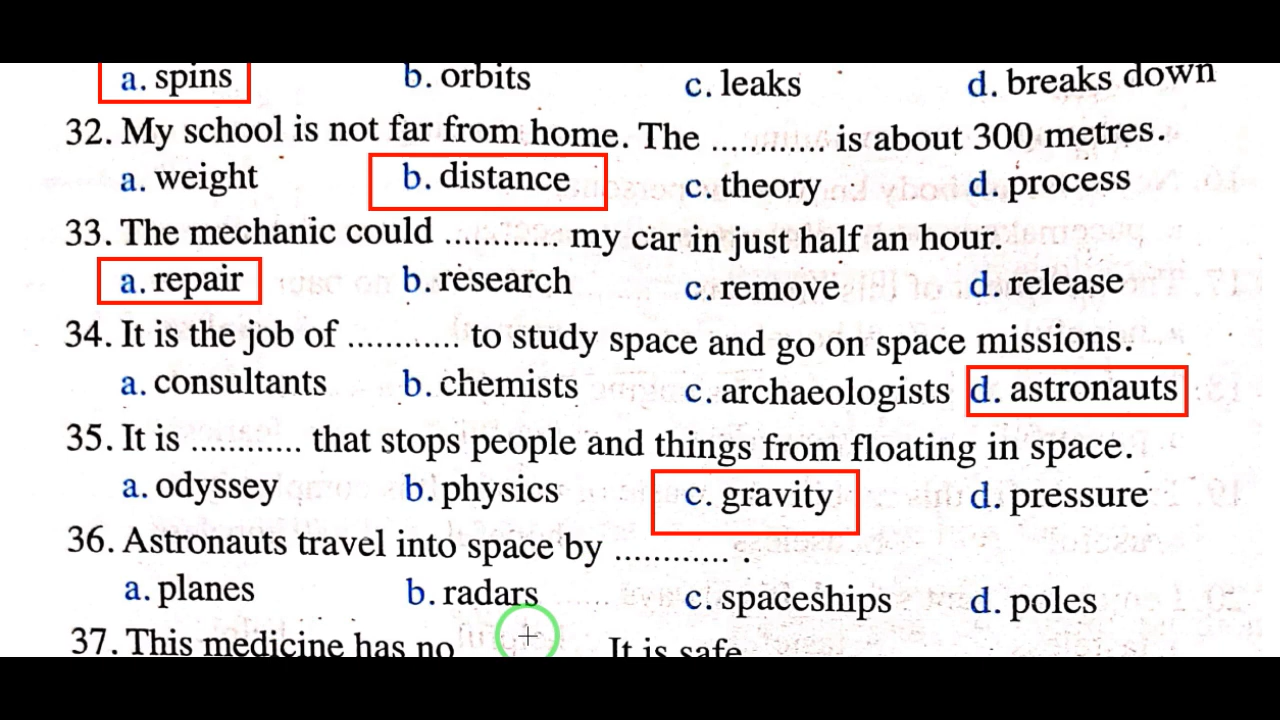 a. spins b. orbits c. leaks d. breaks down
32. My school is not far from home. The ............ is about 300 metres.
a. weight b. distance c. theory d. process
33. The mechanic could ............ my car in just half an hour.
a. repair b. research c. remove d. release
34. It is the job of ............ to study space and go on space missions.
a. consultants b. chemists c. archaeologists d. astronauts
35. It is ............ that stops people and things from floating in space.
a. odyssey b. physics c. gravity d. pressure
36. Astronauts travel into space by ............ .
a. planes b. radars c. spaceships d. poles
37. This medicine has no It is safe